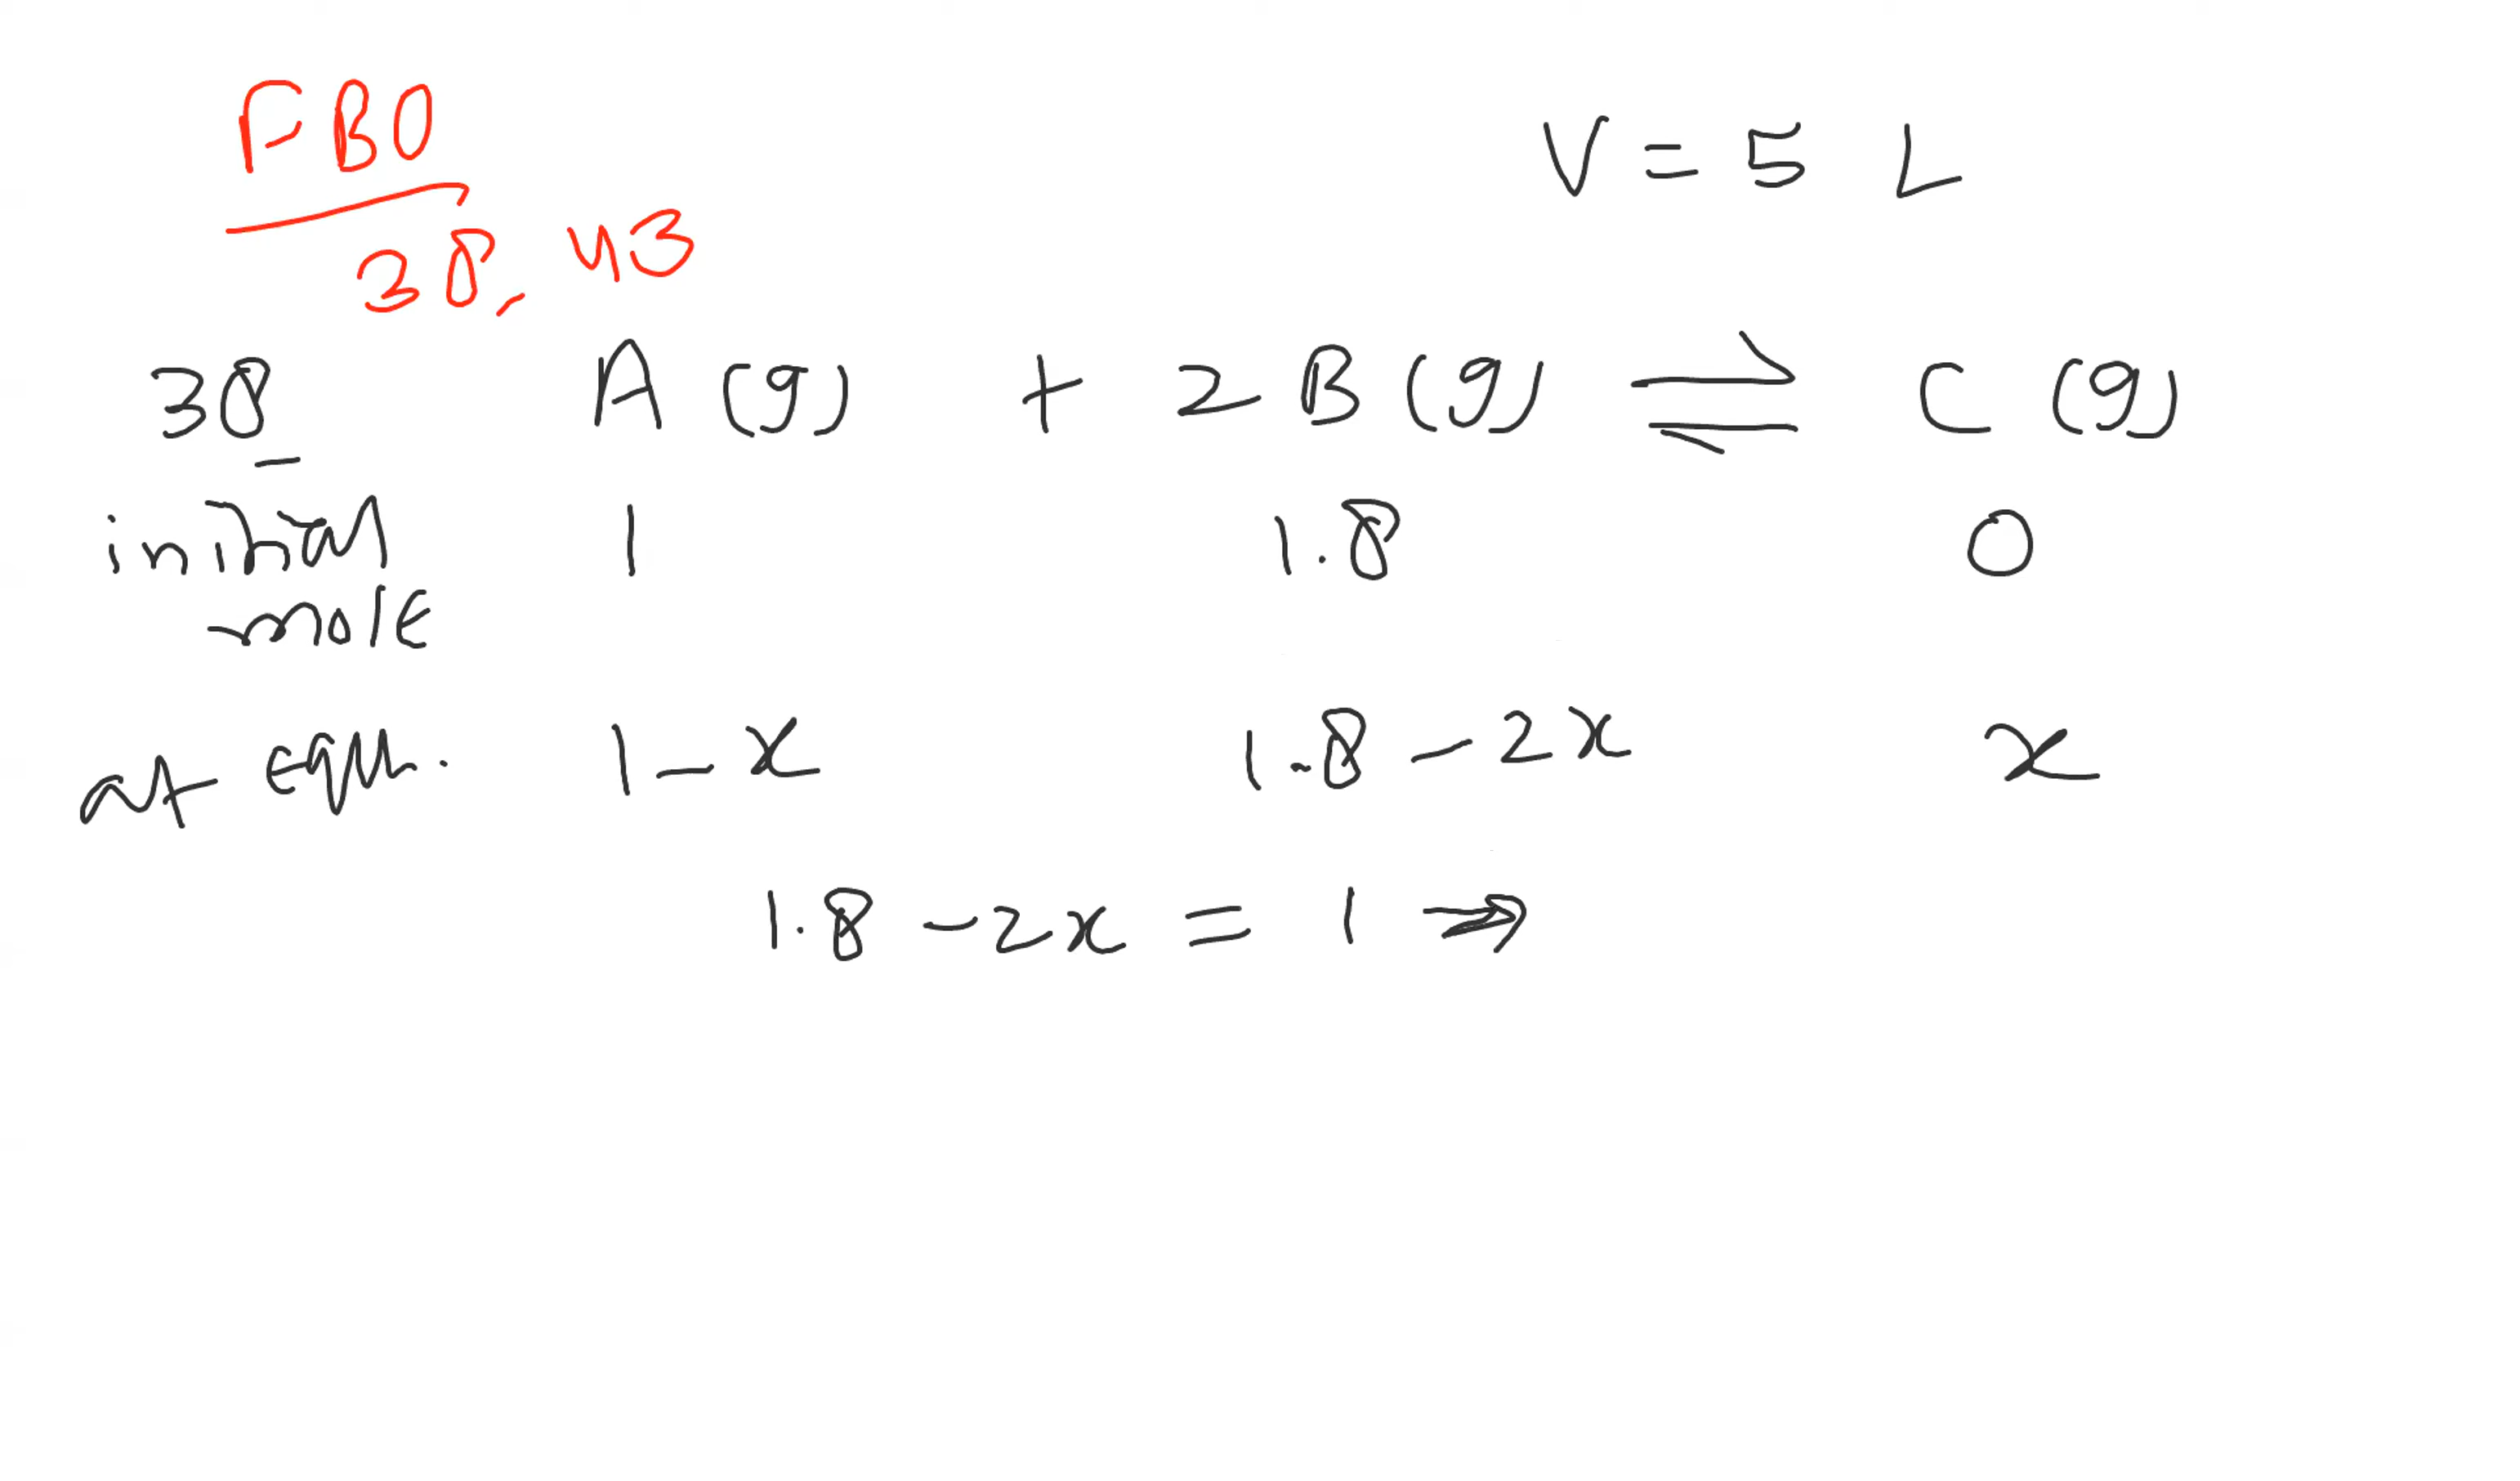 FBO
38, 43
V = 5 L
38 A (g) + 2 B (g) ⇌ C (g)
initial 1 1.8 0
mole
at equ. 1 - x 1.8 - 2x x
1.8 - 2x = 1 ⇒